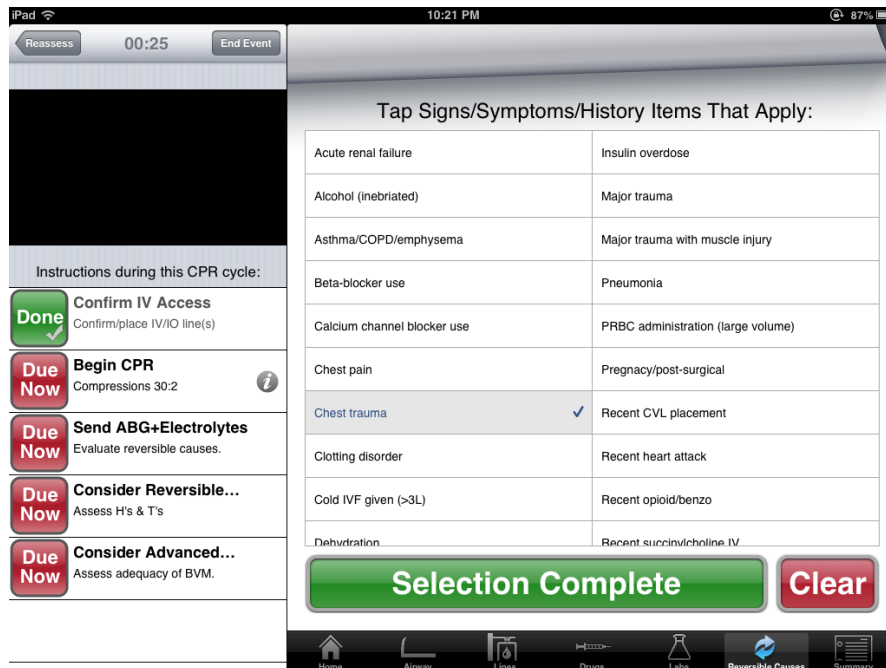 iPad
10:21 PM
87%
Reassess
00:25
End Event
Instructions during this CPR cycle:
Done
Confirm IV Access
Confirm/place IV/IO line(s)
Due Now
Begin CPR
Compressions 30:2
i
Due Now
Send ABG+Electrolytes
Evaluate reversible causes.
Due Now
Consider Reversible...
Assess H's & T's
Due Now
Consider Advanced...
Assess adequacy of BVM.
Tap Signs/Symptoms/History Items That Apply:
Acute renal failure
Insulin overdose
Alcohol (inebriated)
Major trauma
Asthma/COPD/emphysema
Major trauma with muscle injury
Beta-blocker use
Pneumonia
Calcium channel blocker use
PRBC administration (large volume)
Chest pain
Pregnacy/post-surgical
Chest trauma
Recent CVL placement
Clotting disorder
Recent heart attack
Cold IVF given (>3L)
Recent opioid/benzo
Dehydration
Recent succinylcholine IV
Selection Complete
Clear
Home
Airway
Lines
Drugs
Labs
Reversible Causes
Summary